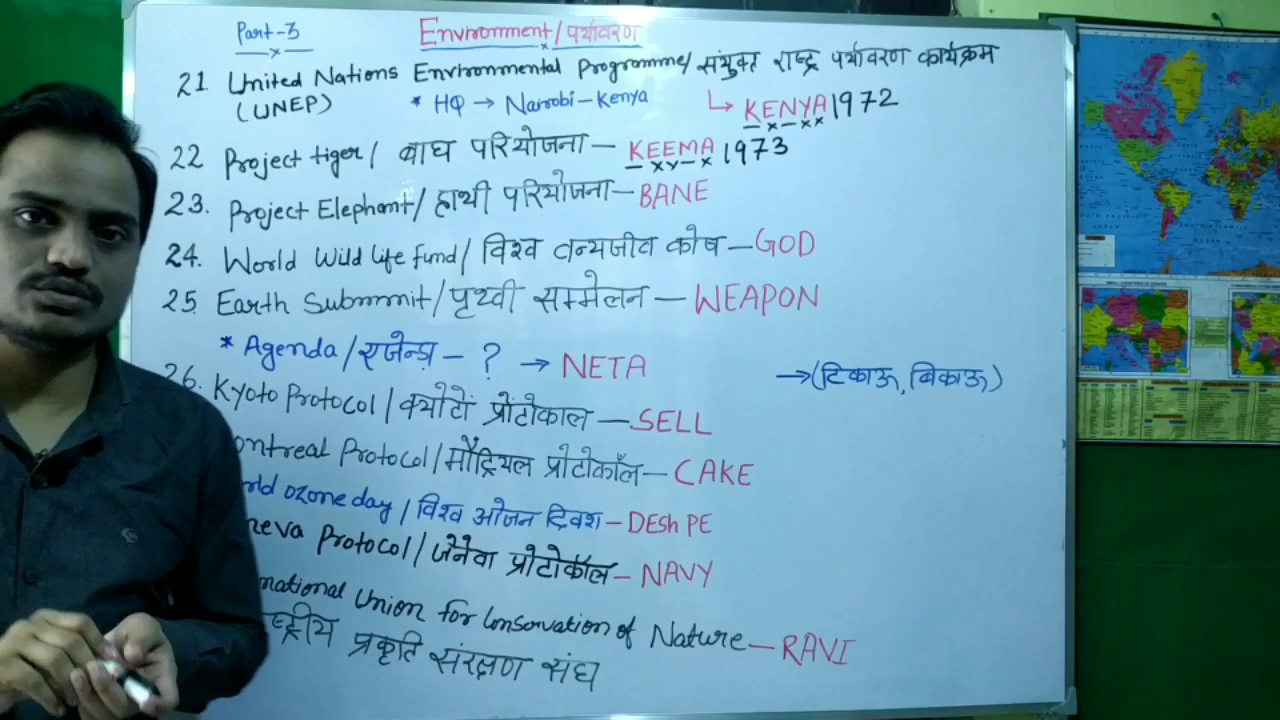 Part-3
Environment/पर्यावरण
21. United Nations Environmental Programme/संयुक्त राष्ट्र पर्यावरण कार्यक्रम
(UNEP) * HQ → Nairobi-Kenya ↳ KENYA 1972
22 Project tiger/ बाघ परियोजना — KEEMA 1973
23. Project Elephant/हाथी परियोजना — BANE
24. World Wild life fund/विश्व वन्यजीव कोष — GOD
25. Earth Submmit/पृथ्वी सम्मेलन — WEAPON
* Agenda/एजेन्डा - ? → NETA →(टिकाऊ, बिकाऊ)
26. Kyoto Protocol/क्योटो प्रोटोकाल — SELL
ontreal Protocol/मौट्रियल प्रोटोकॉल — CAKE
rld ozone day/विश्व ओजन दिवश - DESh PE
neva Protocol/जेनेवा प्रोटोकॉल - NAVY
national Union for Conservation of Nature — RAVI
ष्ट्रीय प्रकृति संरक्षण संघ